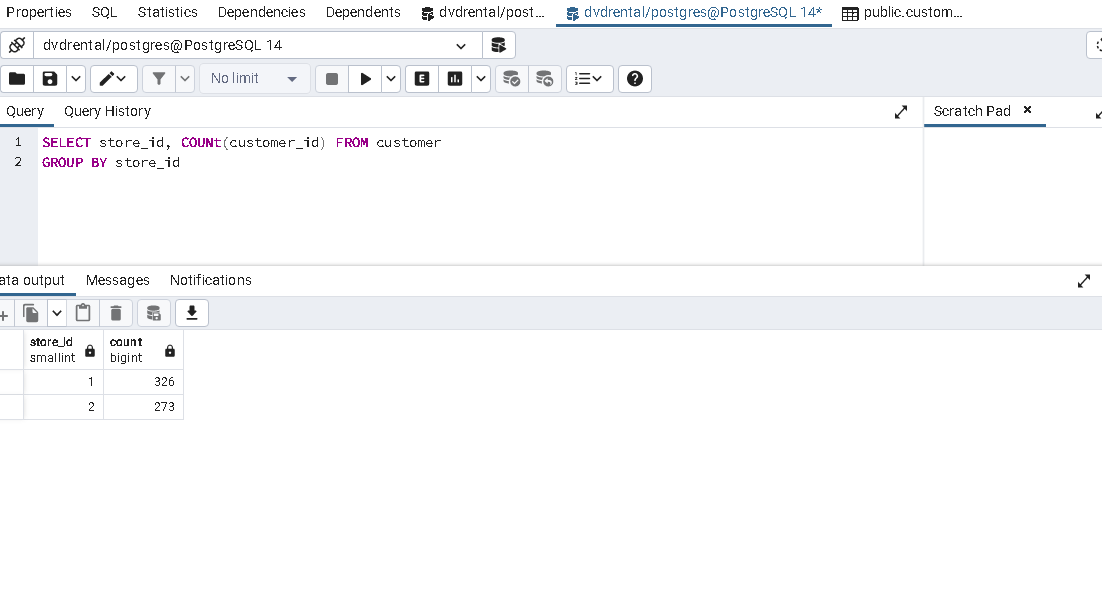 Properties SQL Statistics Dependencies Dependents dvdrental/post... dvdrental/postgres@PostgreSQL 14* public.custom...
dvdrental/postgres@PostgreSQL 14
No limit
E
Query Query History Scratch Pad
1 SELECT store_id, COUNt(customer_id) FROM customer
2 GROUP BY store_id
ata output Messages Notifications
store_id count
smallint bigint
1 326
2 273